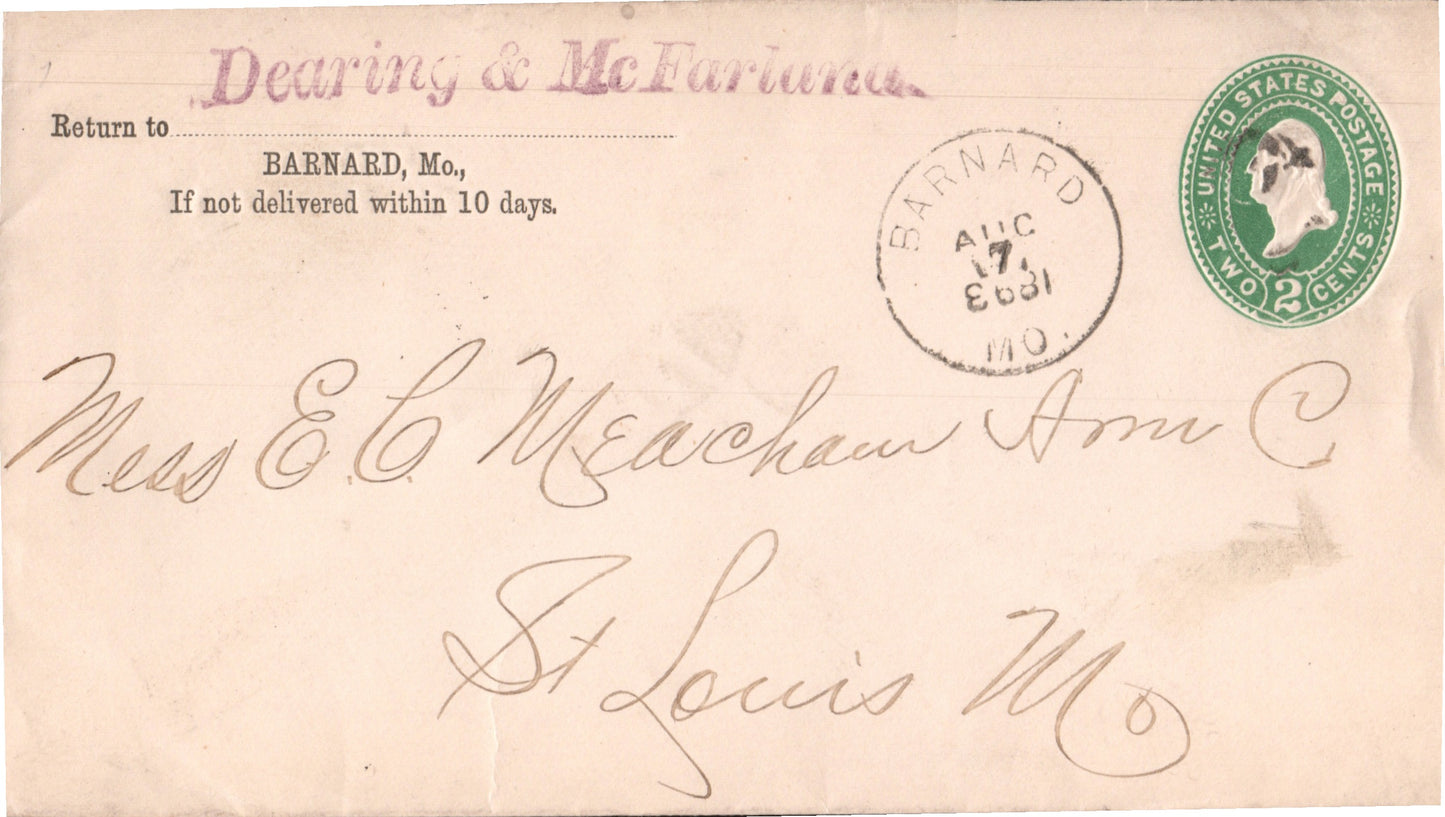 Dearing & McFarland.
Return to
BARNARD, Mo.,
If not delivered within 10 days.
BARNARD
AUG
7
1893
MO.
UNITED STATES POSTAGE
TWO 2 CENTS
Mess E. C. Meacham Arm C.
St Louis Mo